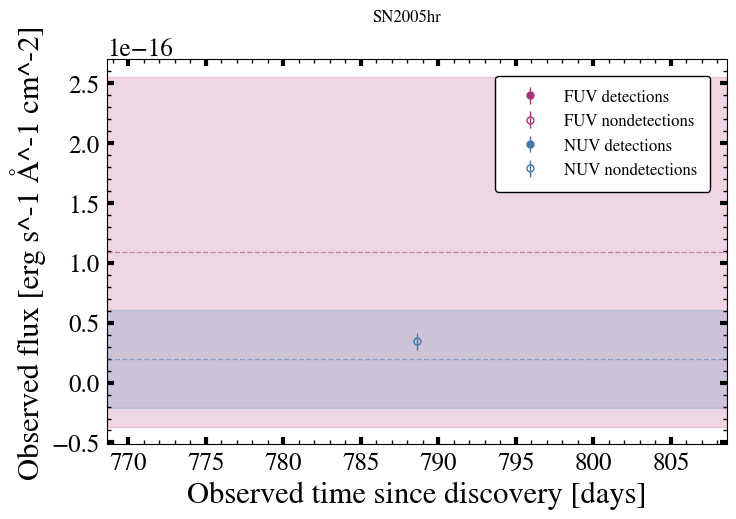 SN2005hr
1e−16
Observed flux [erg s^-1 Å^-1 cm^-2]
2.5
2.0
1.5
1.0
0.5
0.0
−0.5
FUV detections
FUV nondetections
NUV detections
NUV nondetections
770 775 780 785 790 795 800 805
Observed time since discovery [days]